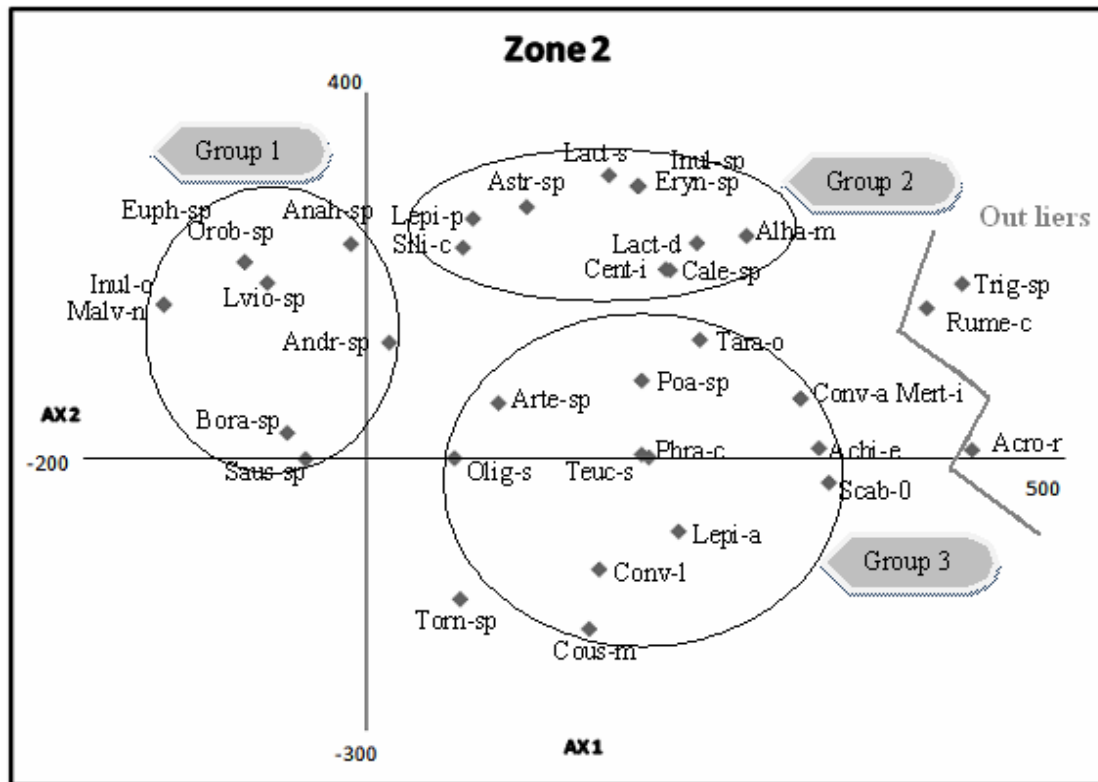 Zone 2
400
Group 1
Lact-s
Inul-sp
Astr-sp
Eryn-sp
Group 2
Euph-sp
Anah-sp
Lepi-p
Out liers
Orob-sp
Slli-c
Lact-d
Alha-m
Cent-i
Cale-sp
Inul-c
Lvio-sp
Trig-sp
Malv-n
Rume-c
Andr-sp
Tara-o
Poa-sp
Conv-a Mert-i
Arte-sp
AX2
Bora-sp
Phra-c
Achi-e
Acro-r
-200
Saus-sp
Olig-s
Teuc-s
Scab-0
500
Lepi-a
Group 3
Conv-l
Torn-sp
Cous-m
-300
AX1